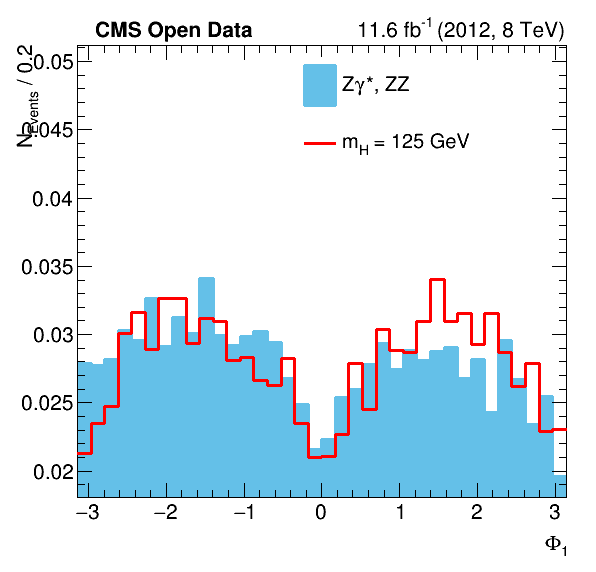 CMS Open Data 11.6 fb⁻¹ (2012, 8 TeV)
N_Events / 0.2
0.05
0.045
0.04
0.035
0.03
0.025
0.02
Zγ*, ZZ
m_H = 125 GeV
−3 −2 −1 0 1 2 3
Φ₁